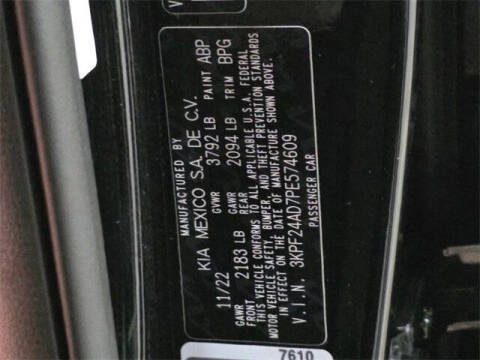 MANUFACTURED BY
KIA MEXICO S.A. DE C.V.
11/22 GVWR 3792 LB PAINT ABP
GAWR FRONT 2183 LB GAWR REAR 2094 LB TRIM BPG
THIS VEHICLE CONFORMS TO ALL APPLICABLE U.S.A. FEDERAL
MOTOR VEHICLE SAFETY, BUMPER, AND THEFT PREVENTION STANDARDS
IN EFFECT ON THE DATE OF MANUFACTURE SHOWN ABOVE.
V.I.N. 3KPF24AD7PE574609
PASSENGER CAR
7610